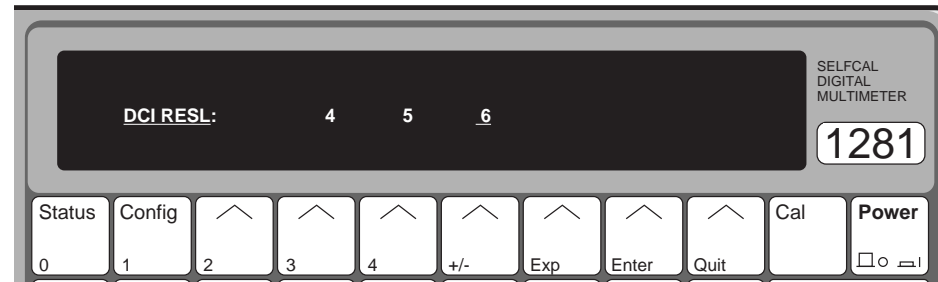 SELFCAL
DIGITAL
MULTIMETER
DCI RESL: 4 5 6
1281
Status Config Cal Power
0 1 2 3 4 +/- Exp Enter Quit